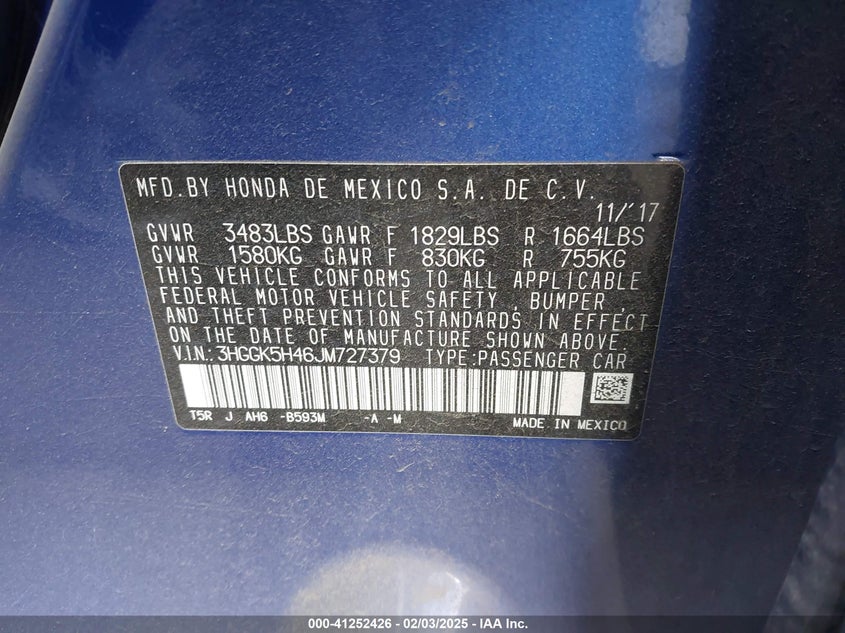 MFD. BY HONDA DE MEXICO S.A. DE C.V.
11/'17
GVWR 3483LBS GAWR F 1829LBS R 1664LBS
GVWR 1580KG GAWR F 830KG R 755KG
THIS VEHICLE CONFORMS TO ALL APPLICABLE
FEDERAL MOTOR VEHICLE SAFETY, BUMPER,
AND THEFT PREVENTION STANDARDS IN EFFECT
ON THE DATE OF MANUFACTURE SHOWN ABOVE.
V.I.N.:3HGGK5H46JM727379 TYPE:PASSENGER CAR
T5R J AH6 -B593M -A -M MADE IN MEXICO
000-41252426 - 02/03/2025 - IAA Inc.